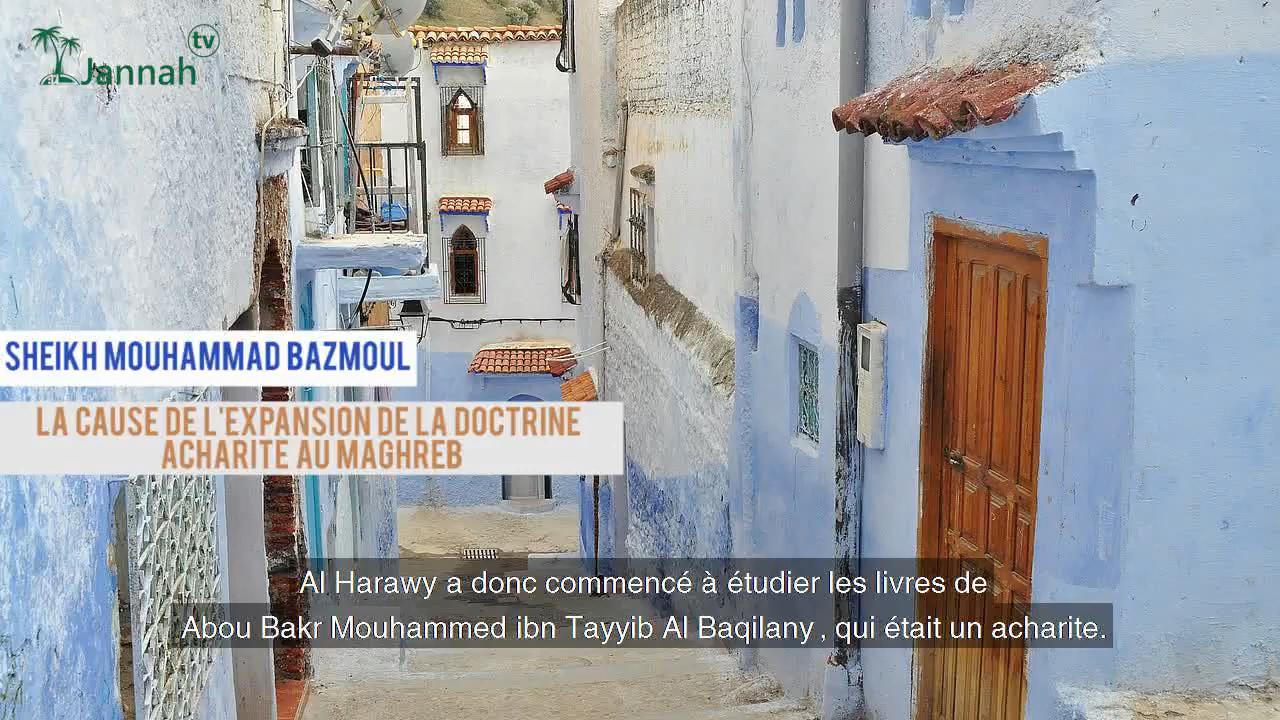 Jannah tv
SHEIKH MOUHAMMAD BAZMOUL
LA CAUSE DE L'EXPANSION DE LA DOCTRINE
ACHARITE AU MAGHREB
Al Harawy a donc commencé à étudier les livres de
Abou Bakr Mouhammed ibn Tayyib Al Baqilany, qui était un acharite.